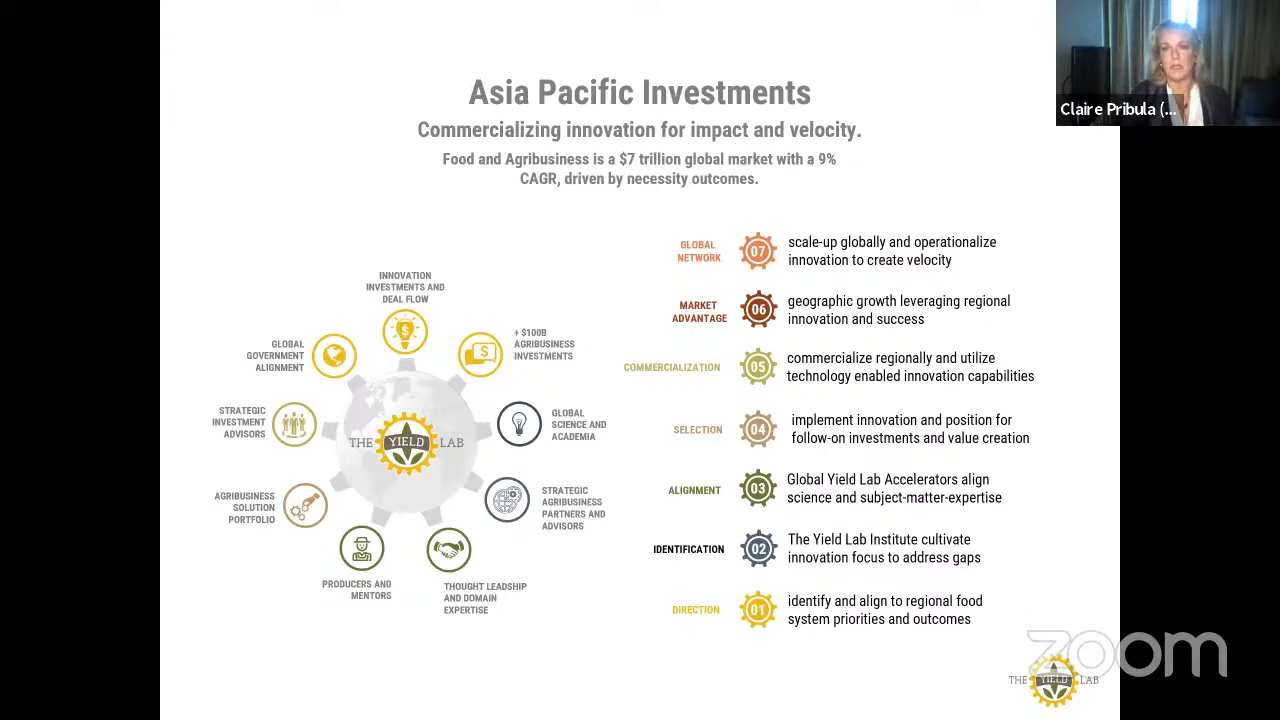 Asia Pacific Investments
Commercializing innovation for impact and velocity.
Food and Agribusiness is a $7 trillion global market with a 9%
CAGR, driven by necessity outcomes.
Claire Pribula (...
INNOVATION
INVESTMENTS AND
DEAL FLOW
+ $100B
AGRIBUSINESS
INVESTMENTS
GLOBAL
SCIENCE AND
ACADEMIA
STRATEGIC
AGRIBUSINESS
PARTNERS AND
ADVISORS
THOUGHT LEADSHIP
AND DOMAIN
EXPERTISE
PRODUCERS AND
MENTORS
AGRIBUSINESS
SOLUTION
PORTFOLIO
STRATEGIC
INVESTMENT
ADVISORS
GLOBAL
GOVERNMENT
ALIGNMENT
THE YIELD LAB
GLOBAL
NETWORK
07
scale-up globally and operationalize
innovation to create velocity
MARKET
ADVANTAGE
06
geographic growth leveraging regional
innovation and success
COMMERCIALIZATION
05
commercialize regionally and utilize
technology enabled innovation capabilities
SELECTION
04
implement innovation and position for
follow-on investments and value creation
ALIGNMENT
03
Global Yield Lab Accelerators align
science and subject-matter-expertise
IDENTIFICATION
02
The Yield Lab Institute cultivate
innovation focus to address gaps
DIRECTION
01
identify and align to regional food
system priorities and outcomes
zoom
THE YIELD LAB